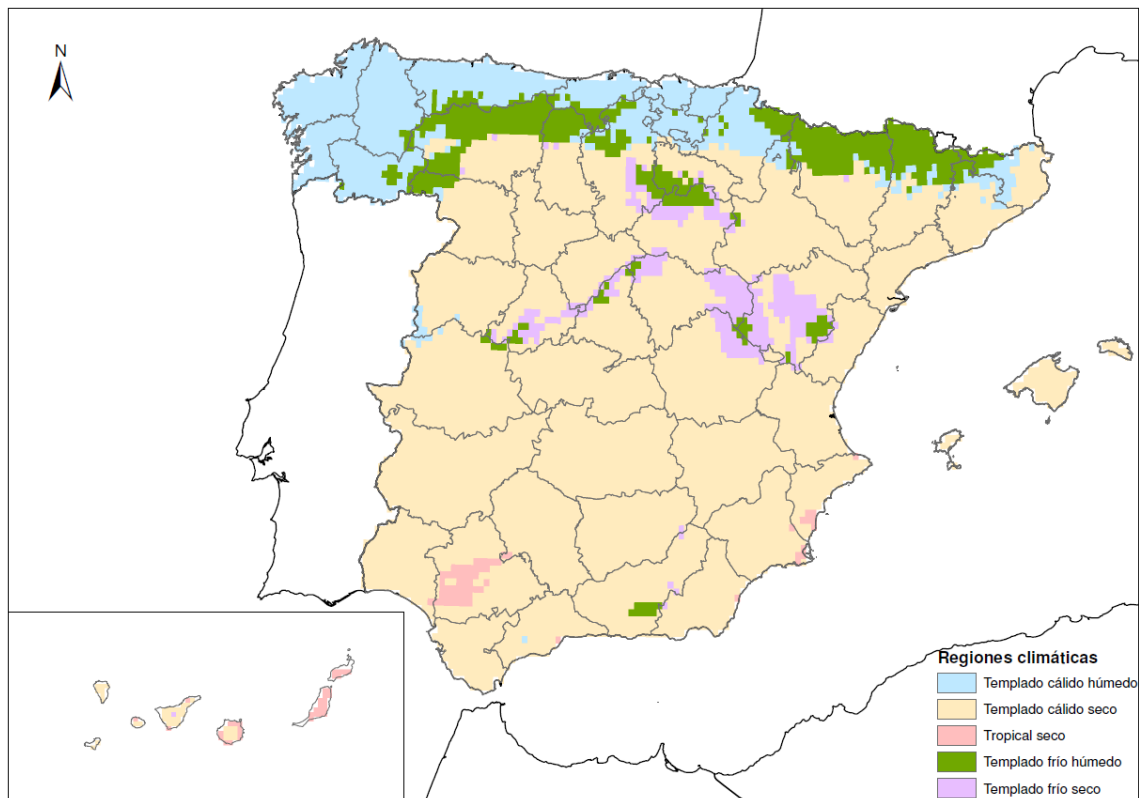 N
Regiones climáticas
Templado cálido húmedo
Templado cálido seco
Tropical seco
Templado frío húmedo
Templado frío seco